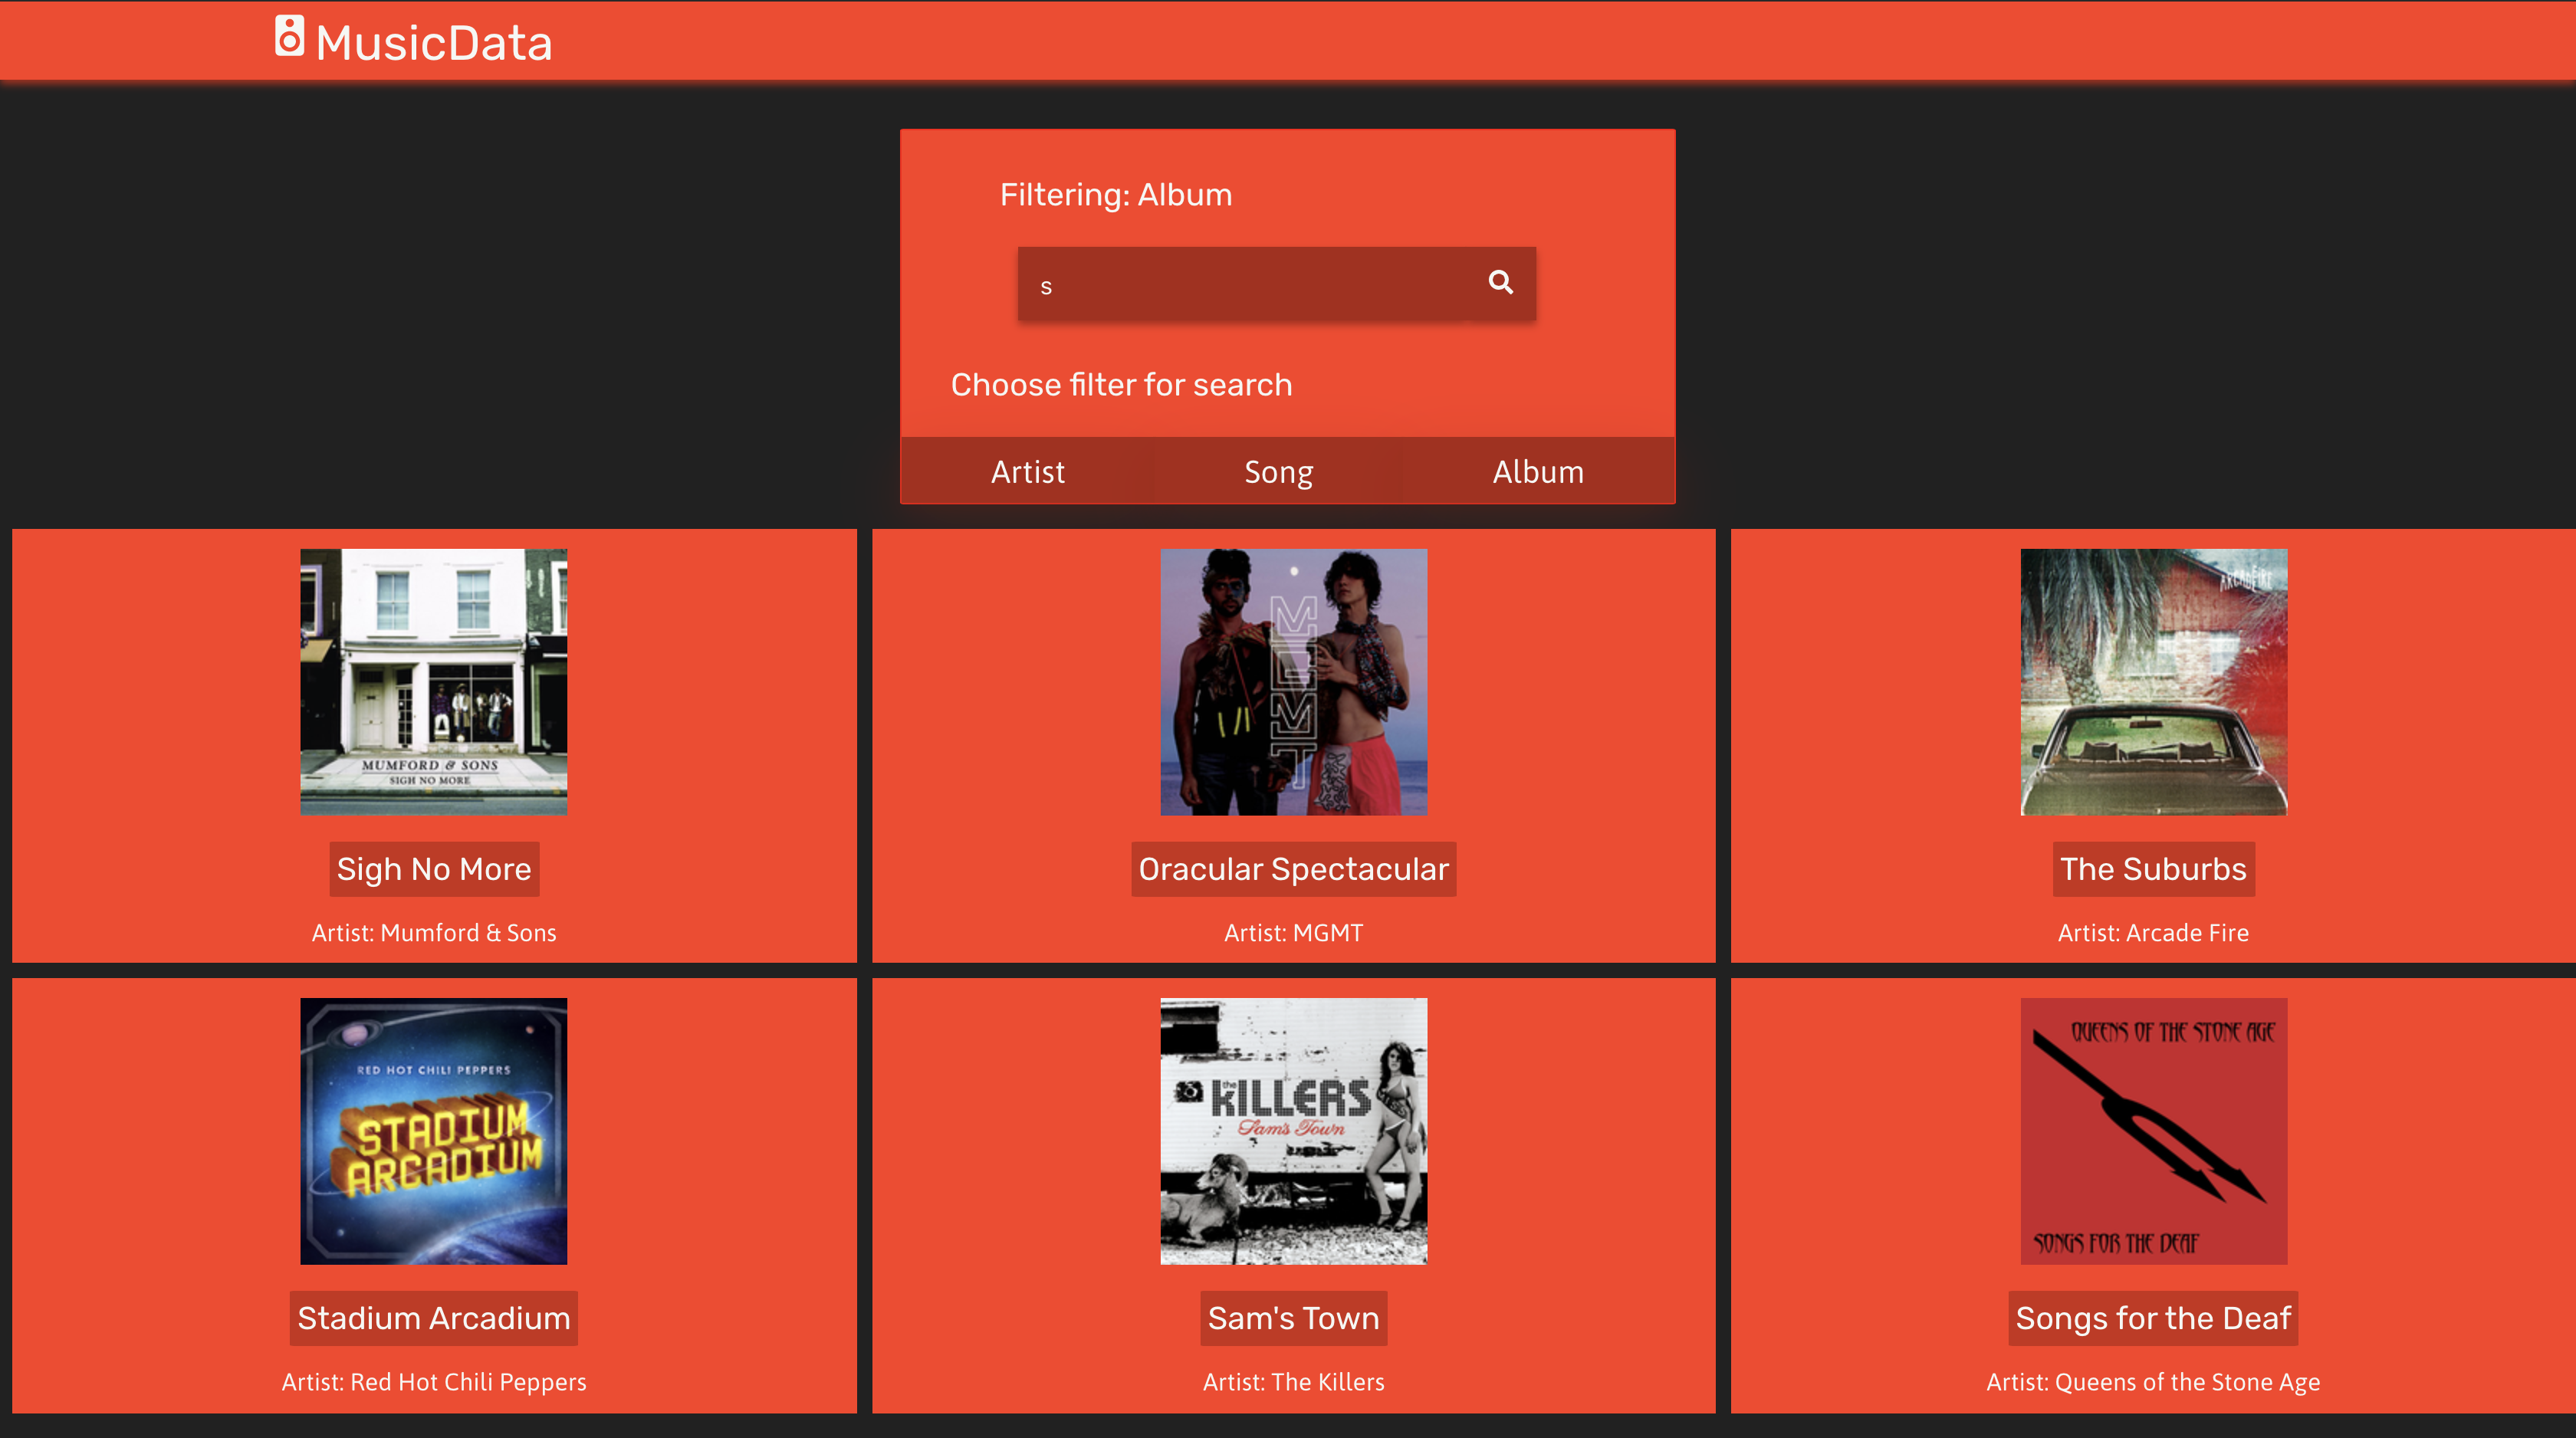 MusicData
Filtering: Album
s
Choose filter for search
Artist Song Album
MUMFORD & SONS
SIGH NO MORE
MGMT
ARCADE FIRE
Sigh No More
Oracular Spectacular
The Suburbs
Artist: Mumford & Sons
Artist: MGMT
Artist: Arcade Fire
RED HOT CHILI PEPPERS
STADIUM
ARCADIUM
the
KILLERS
Sam's Town
QUEENS OF THE STONE AGE
SONGS FOR THE DEAF
Stadium Arcadium
Sam's Town
Songs for the Deaf
Artist: Red Hot Chili Peppers
Artist: The Killers
Artist: Queens of the Stone Age